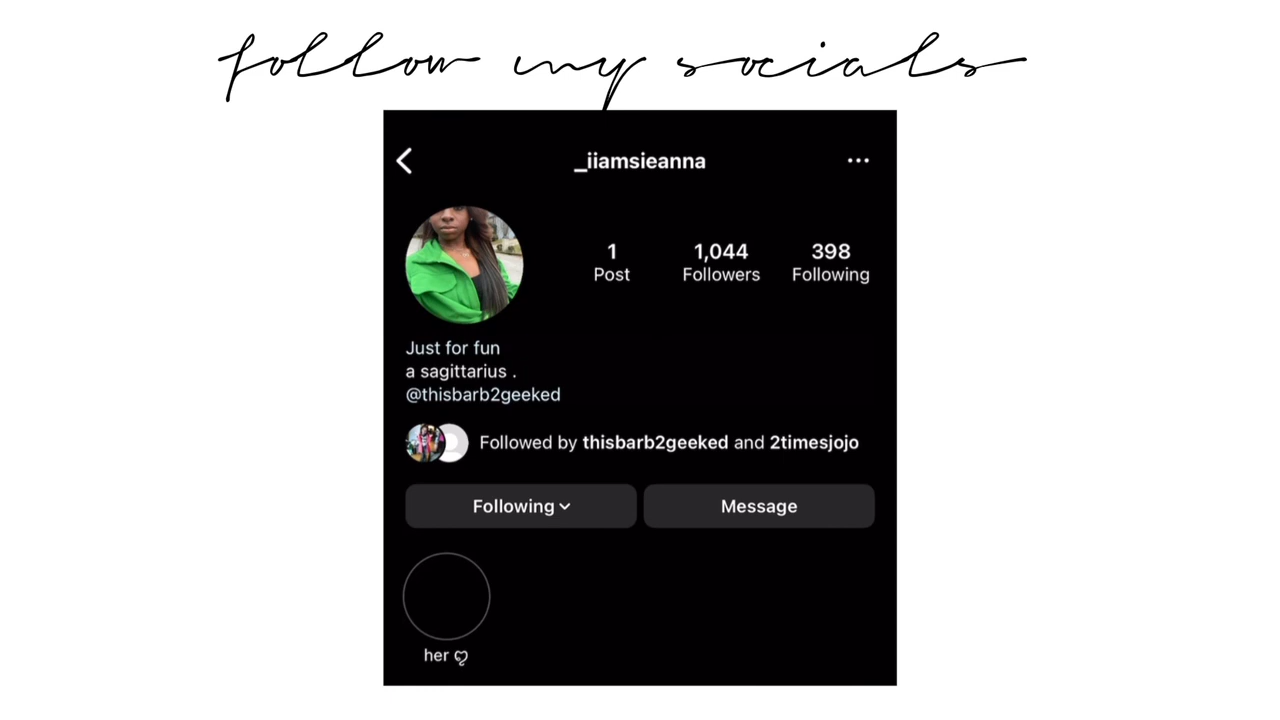 follow my socials
_iiamsieanna
1 1,044 398
Post Followers Following
Just for fun
a sagittarius .
@thisbarb2geeked
Followed by thisbarb2geeked and 2timesjojo
Following Message
her ღ